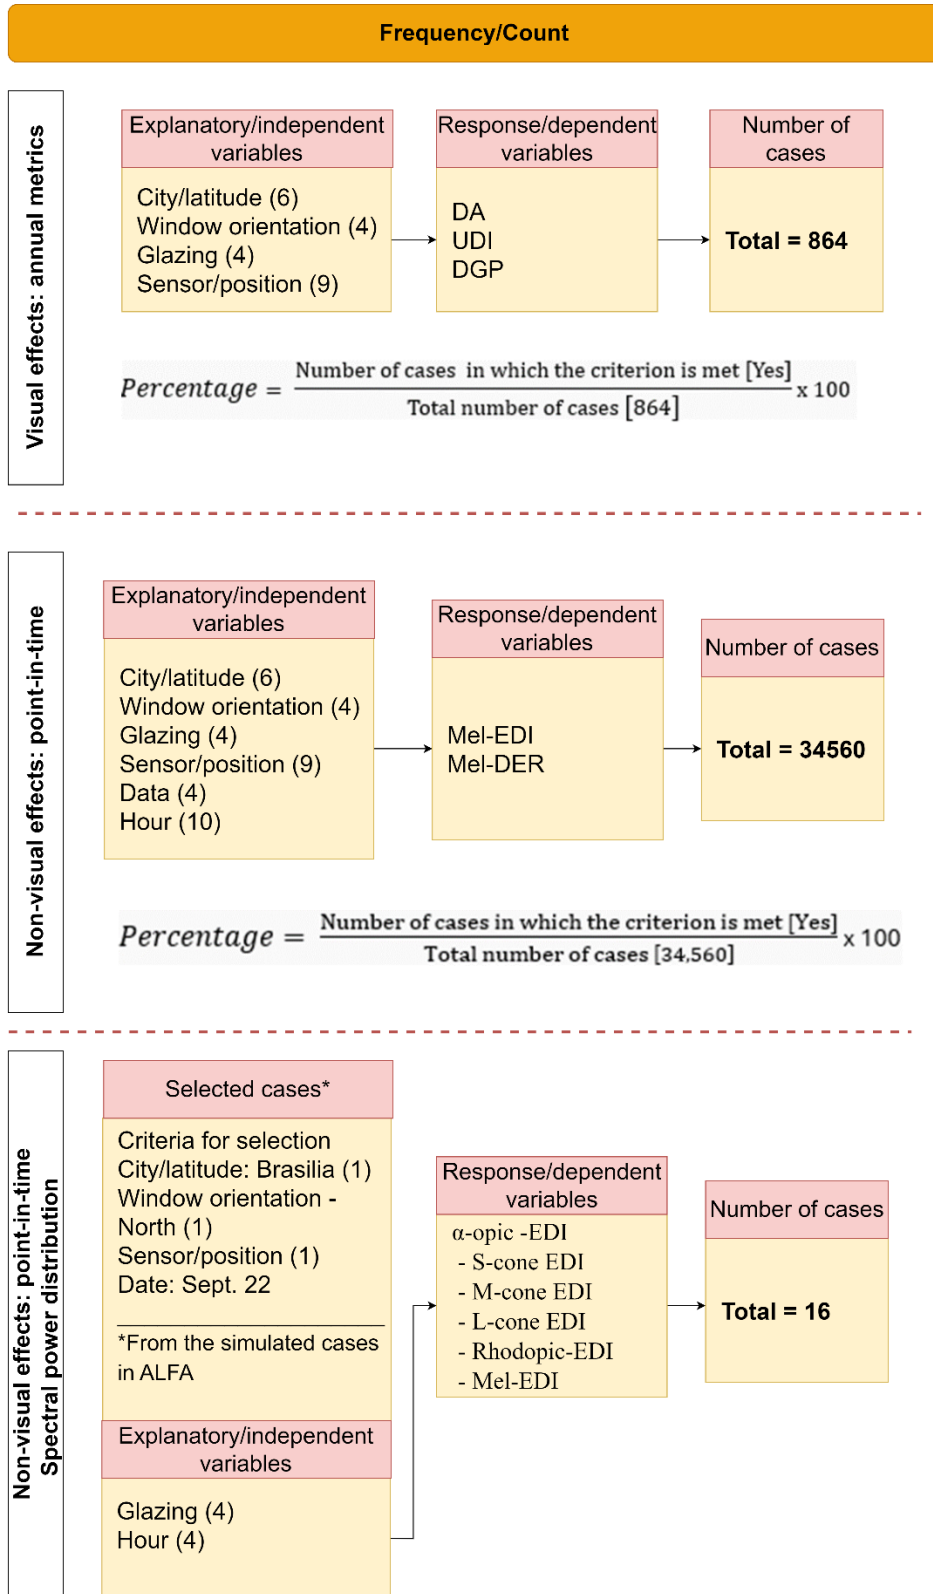 Frequency/Count
Visual effects: annual metrics
Explanatory/independent
variables
City/latitude (6)
Window orientation (4)
Glazing (4)
Sensor/position (9)
Response/dependent
variables
DA
UDI
DGP
Number of
cases
Total = 864
Percentage = Number of cases in which the criterion is met [Yes]
Total number of cases [864]
x 100
Non-visual effects: point-in-time
Explanatory/independent
variables
City/latitude (6)
Window orientation (4)
Glazing (4)
Sensor/position (9)
Data (4)
Hour (10)
Response/dependent
variables
Mel-EDI
Mel-DER
Number of cases
Total = 34560
Percentage = Number of cases in which the criterion is met [Yes]
Total number of cases [34,560]
x 100
Non-visual effects: point-in-time
Spectral power distribution
Selected cases*
Criteria for selection
City/latitude: Brasilia (1)
Window orientation -
North (1)
Sensor/position (1)
Date: Sept. 22
*From the simulated cases
in ALFA
Explanatory/independent
variables
Glazing (4)
Hour (4)
Response/dependent
variables
α-opic -EDI
- S-cone EDI
- M-cone EDI
- L-cone EDI
- Rhodopic-EDI
- Mel-EDI
Number of cases
Total = 16